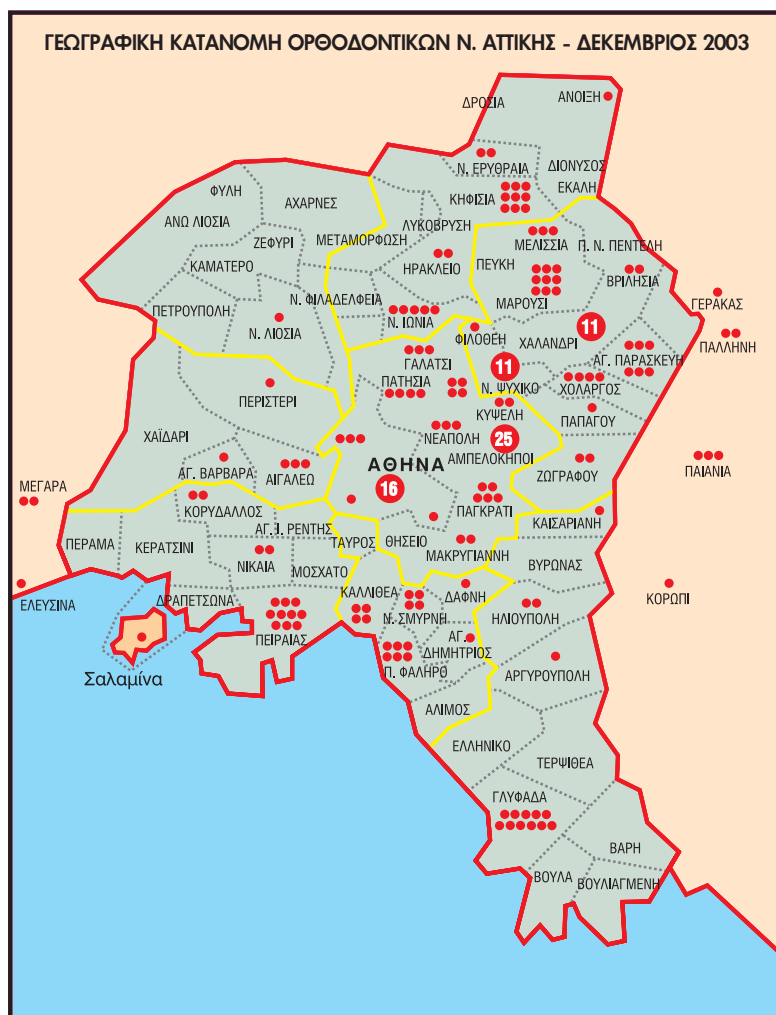 ΓΕΩΓΡΑΦΙΚΗ ΚΑΤΑΝΟΜΗ ΟΡΘΟΔΟΝΤΙΚΩΝ Ν. ΑΤΤΙΚΗΣ - ΔΕΚΕΜΒΡΙΟΣ 2003
ΔΡΟΣΙΑ
ΑΝΟΙΞΗ
Ν. ΕΡΥΘΡΑΙΑ
ΔΙΟΝΥΣΟΣ
ΕΚΑΛΗ
ΦΥΛΗ
ΑΧΑΡΝΕΣ
ΚΗΦΙΣΙΑ
ΑΝΩ ΛΙΟΣΙΑ
ΛΥΚΟΒΡΥΣΗ
ΖΕΦΥΡΙ
ΜΕΤΑΜΟΡΦΩΣΗ
ΜΕΛΙΣΣΙΑ
Π. Ν. ΠΕΝΤΕΛΗ
ΚΑΜΑΤΕΡΟ
ΗΡΑΚΛΕΙΟ
ΠΕΥΚΗ
ΒΡΙΛΗΣΙΑ
ΠΕΤΡΟΥΠΟΛΗ
Ν. ΦΙΛΑΔΕΛΦΕΙΑ
ΜΑΡΟΥΣΙ
ΓΕΡΑΚΑΣ
Ν. ΛΙΟΣΙΑ
Ν. ΙΩΝΙΑ
11
ΦΙΛΟΘΕΗ
ΧΑΛΑΝΔΡΙ
ΠΑΛΛΗΝΗ
ΓΑΛΑΤΣΙ
11
ΑΓ. ΠΑΡΑΣΚΕΥΗ
ΠΑΤΗΣΙΑ
Ν. ΨΥΧΙΚΟ
ΧΟΛΑΡΓΟΣ
ΠΕΡΙΣΤΕΡΙ
ΚΥΨΕΛΗ
ΠΑΠΑΓΟΥ
ΧΑΪΔΑΡΙ
ΝΕΑΠΟΛΗ
25
ΑΜΠΕΛΟΚΗΠΟΙ
ΑΓ. ΒΑΡΒΑΡΑ
ΑΙΓΑΛΕΩ
ΑΘΗΝΑ
ΖΩΓΡΑΦΟΥ
ΠΑΙΑΝΙΑ
ΜΕΓΑΡΑ
16
ΚΟΡΥΔΑΛΛΟΣ
ΠΑΓΚΡΑΤΙ
ΑΓ. Ι. ΡΕΝΤΗΣ
ΚΑΙΣΑΡΙΑΝΗ
ΠΕΡΑΜΑ
ΚΕΡΑΤΣΙΝΙ
ΤΑΥΡΟΣ
ΘΗΣΕΙΟ
ΜΑΚΡΥΓΙΑΝΝΗ
ΝΙΚΑΙΑ
ΜΟΣΧΑΤΟ
ΒΥΡΩΝΑΣ
ΕΛΕΥΣΙΝΑ
ΔΡΑΠΕΤΣΩΝΑ
ΚΑΛΛΙΘΕΑ
ΔΑΦΝΗ
ΚΟΡΩΠΙ
Ν. ΣΜΥΡΝΗ
ΗΛΙΟΥΠΟΛΗ
ΠΕΙΡΑΙΑΣ
ΑΓ.
ΔΗΜΗΤΡΙΟΣ
Σαλαμίνα
Π. ΦΑΛΗΡΟ
ΑΡΓΥΡΟΥΠΟΛΗ
ΑΛΙΜΟΣ
ΕΛΛΗΝΙΚΟ
ΤΕΡΨΙΘΕΑ
ΓΛΥΦΑΔΑ
ΒΑΡΗ
ΒΟΥΛΑ
ΒΟΥΛΙΑΓΜΕΝΗ